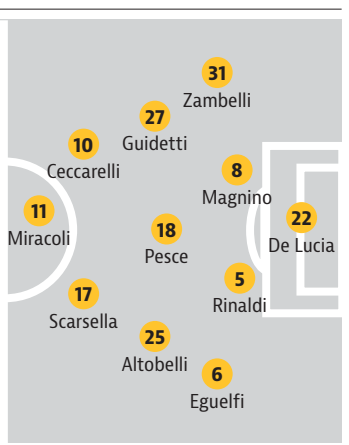 31
Zambelli
27
Guidetti
10
Ceccarelli
8
Magnino
11
Miracoli
22
De Lucia
18
Pesce
5
Rinaldi
17
Scarsella
25
Altobelli
6
Eguelfi